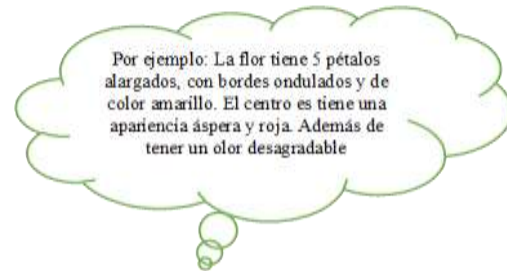 Por ejemplo: La flor tiene 5 pétalos
alargados, con bordes ondulados y de
color amarillo. El centro es tiene una
apariencia áspera y roja. Además de
tener un olor desagradable